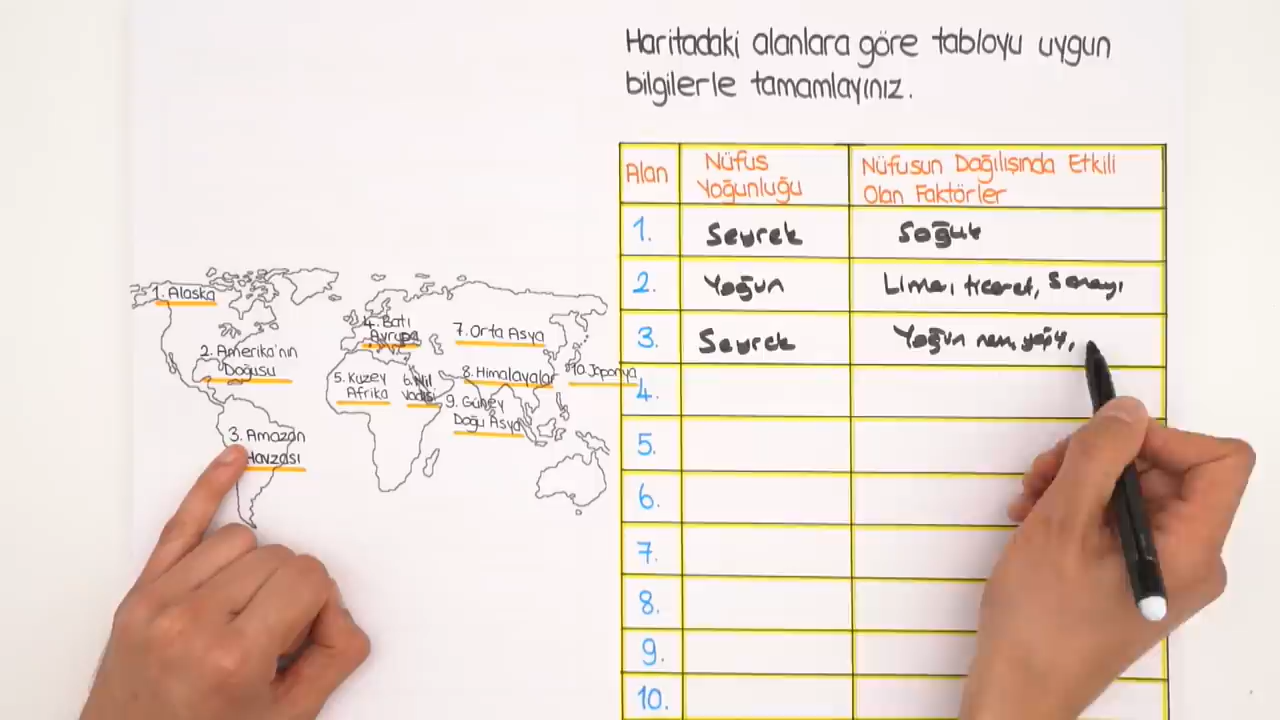 Haritadaki alanlara göre tabloyu uygun
bilgilerle tamamlayınız.
Alan
Nüfus
Yoğunluğu
Nüfusun Dağılışında Etkili
Olan Faktörler
1.
Seyrek
Soğuk
2.
Yoğun
Liman, ticaret, Sanayi
3.
Seyrek
Yoğun nem, yağış,
4.
5.
6.
7.
8.
9.
10.
1. Alaska
2. Amerika'nın
Doğusu
3. Amazon
Havzası
4. Batı
Avrupa
5. Kuzey
Afrika
6. Nil
Vadisi
7. Orta Asya
8. Himalayalar
9. Güney
Doğu Asya
10. Japonya